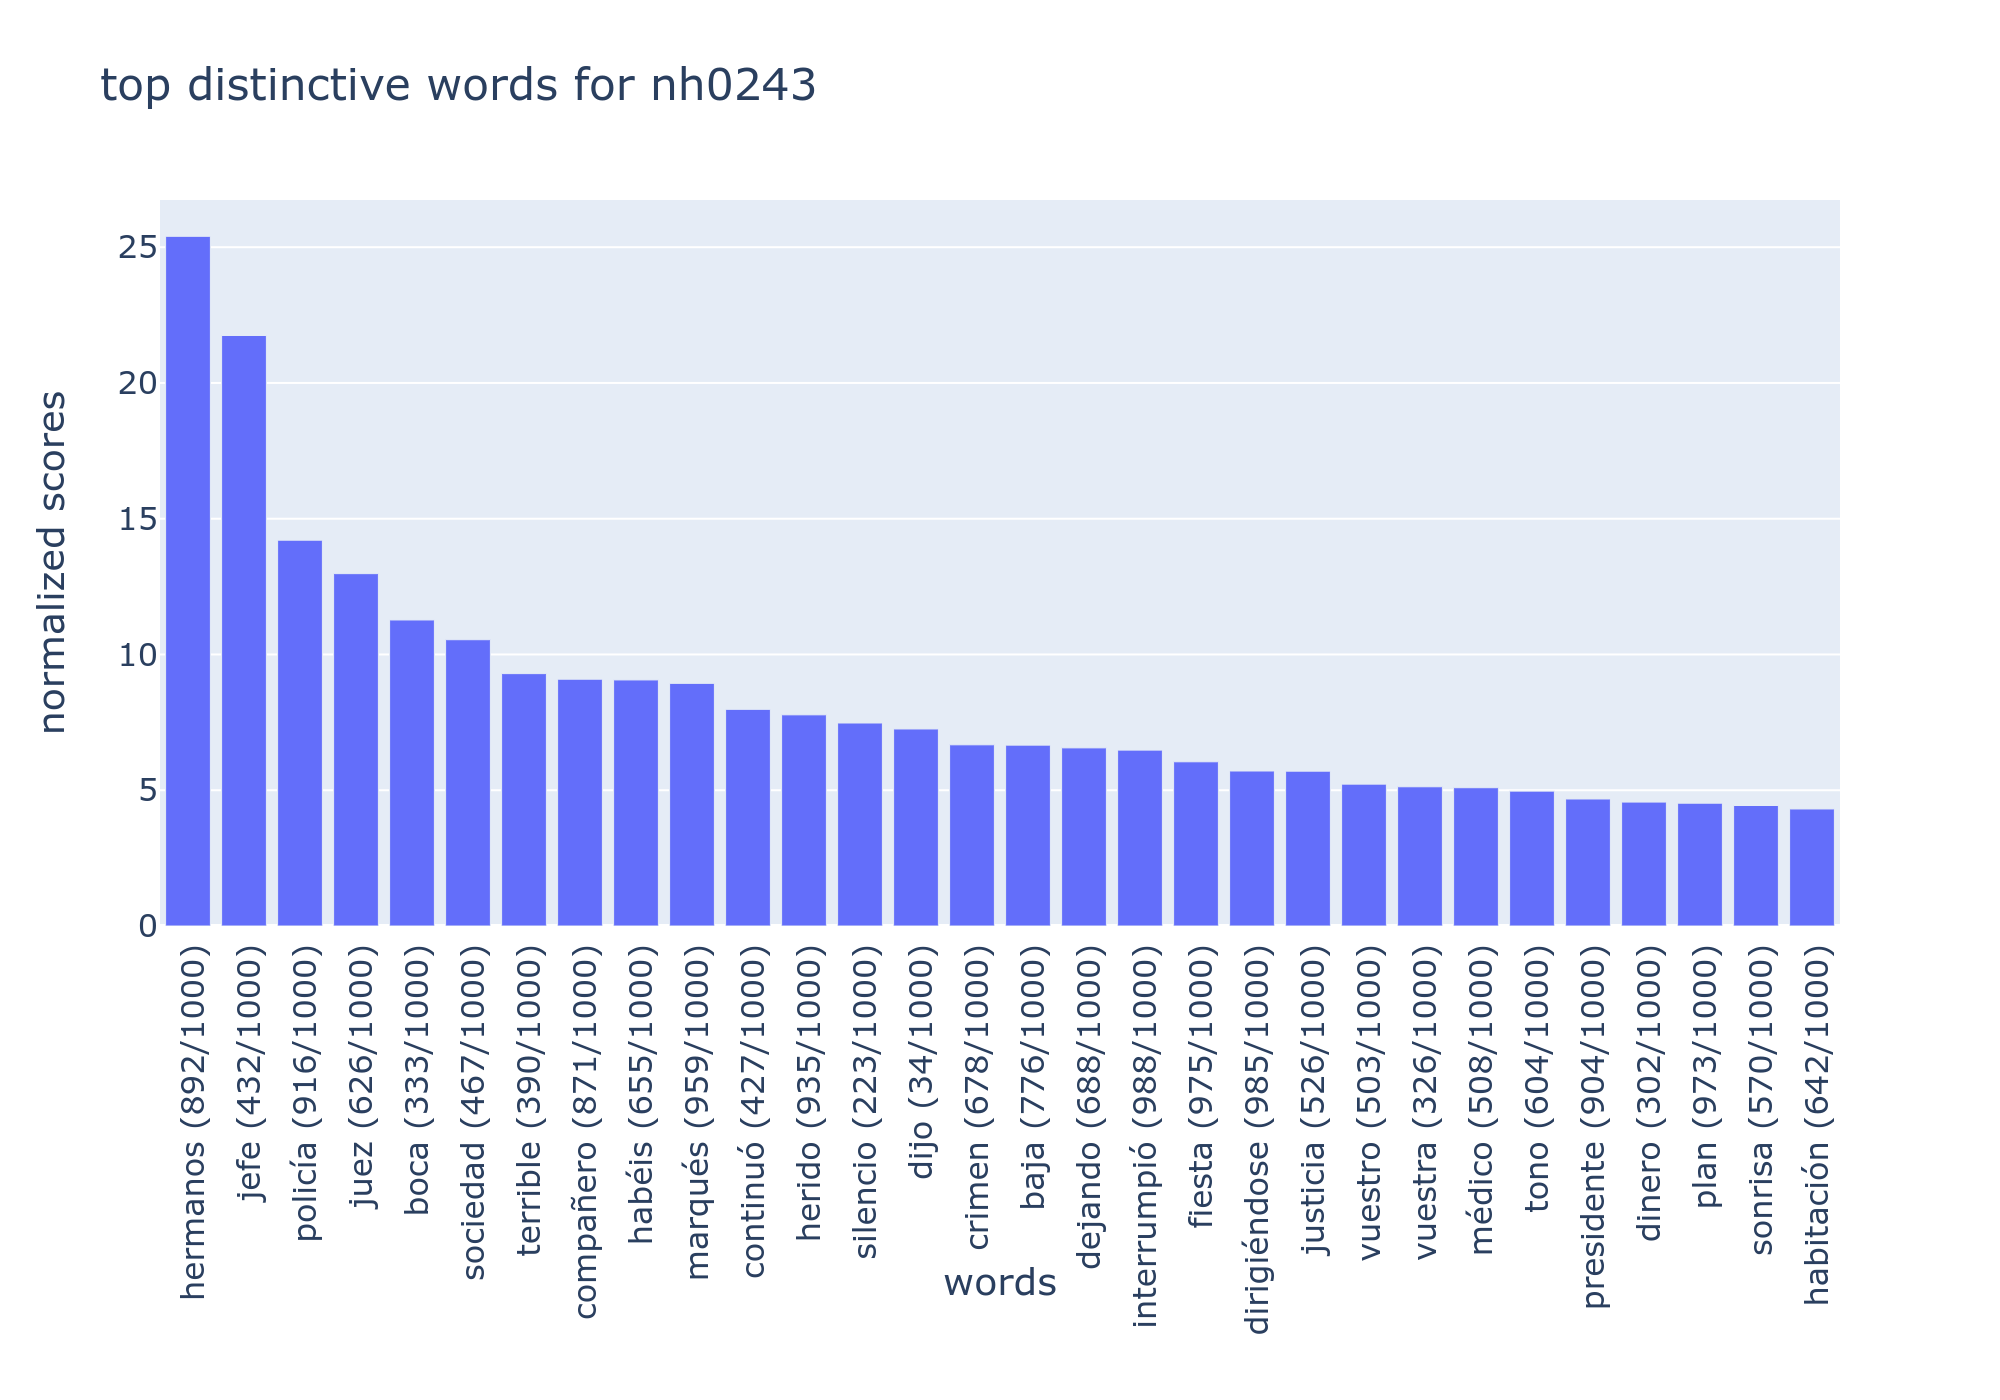 top distinctive words for nh0243
normalized scores
25
20
15
10
5
0
hermanos (892/1000)
jefe (432/1000)
policía (916/1000)
juez (626/1000)
boca (333/1000)
sociedad (467/1000)
terrible (390/1000)
compañero (871/1000)
habéis (655/1000)
marqués (959/1000)
continuó (427/1000)
herido (935/1000)
silencio (223/1000)
dijo (34/1000)
crimen (678/1000)
baja (776/1000)
dejando (688/1000)
interrumpió (988/1000)
fiesta (975/1000)
dirigiéndose (985/1000)
justicia (526/1000)
vuestro (503/1000)
vuestra (326/1000)
médico (508/1000)
tono (604/1000)
presidente (904/1000)
dinero (302/1000)
plan (973/1000)
sonrisa (570/1000)
habitación (642/1000)
words